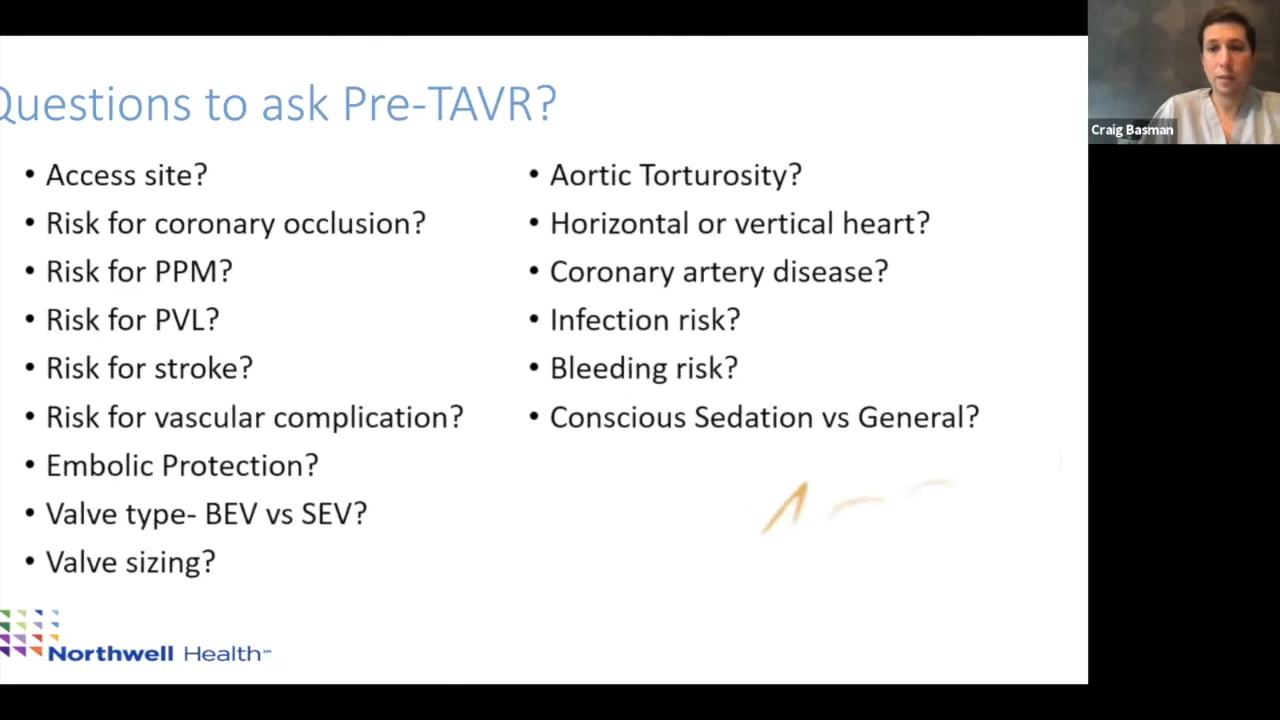 Questions to ask Pre-TAVR?
• Access site?
• Risk for coronary occlusion?
• Risk for PPM?
• Risk for PVL?
• Risk for stroke?
• Risk for vascular complication?
• Embolic Protection?
• Valve type- BEV vs SEV?
• Valve sizing?
• Aortic Torturosity?
• Horizontal or vertical heart?
• Coronary artery disease?
• Infection risk?
• Bleeding risk?
• Conscious Sedation vs General?
Northwell Health℠
Craig Basman